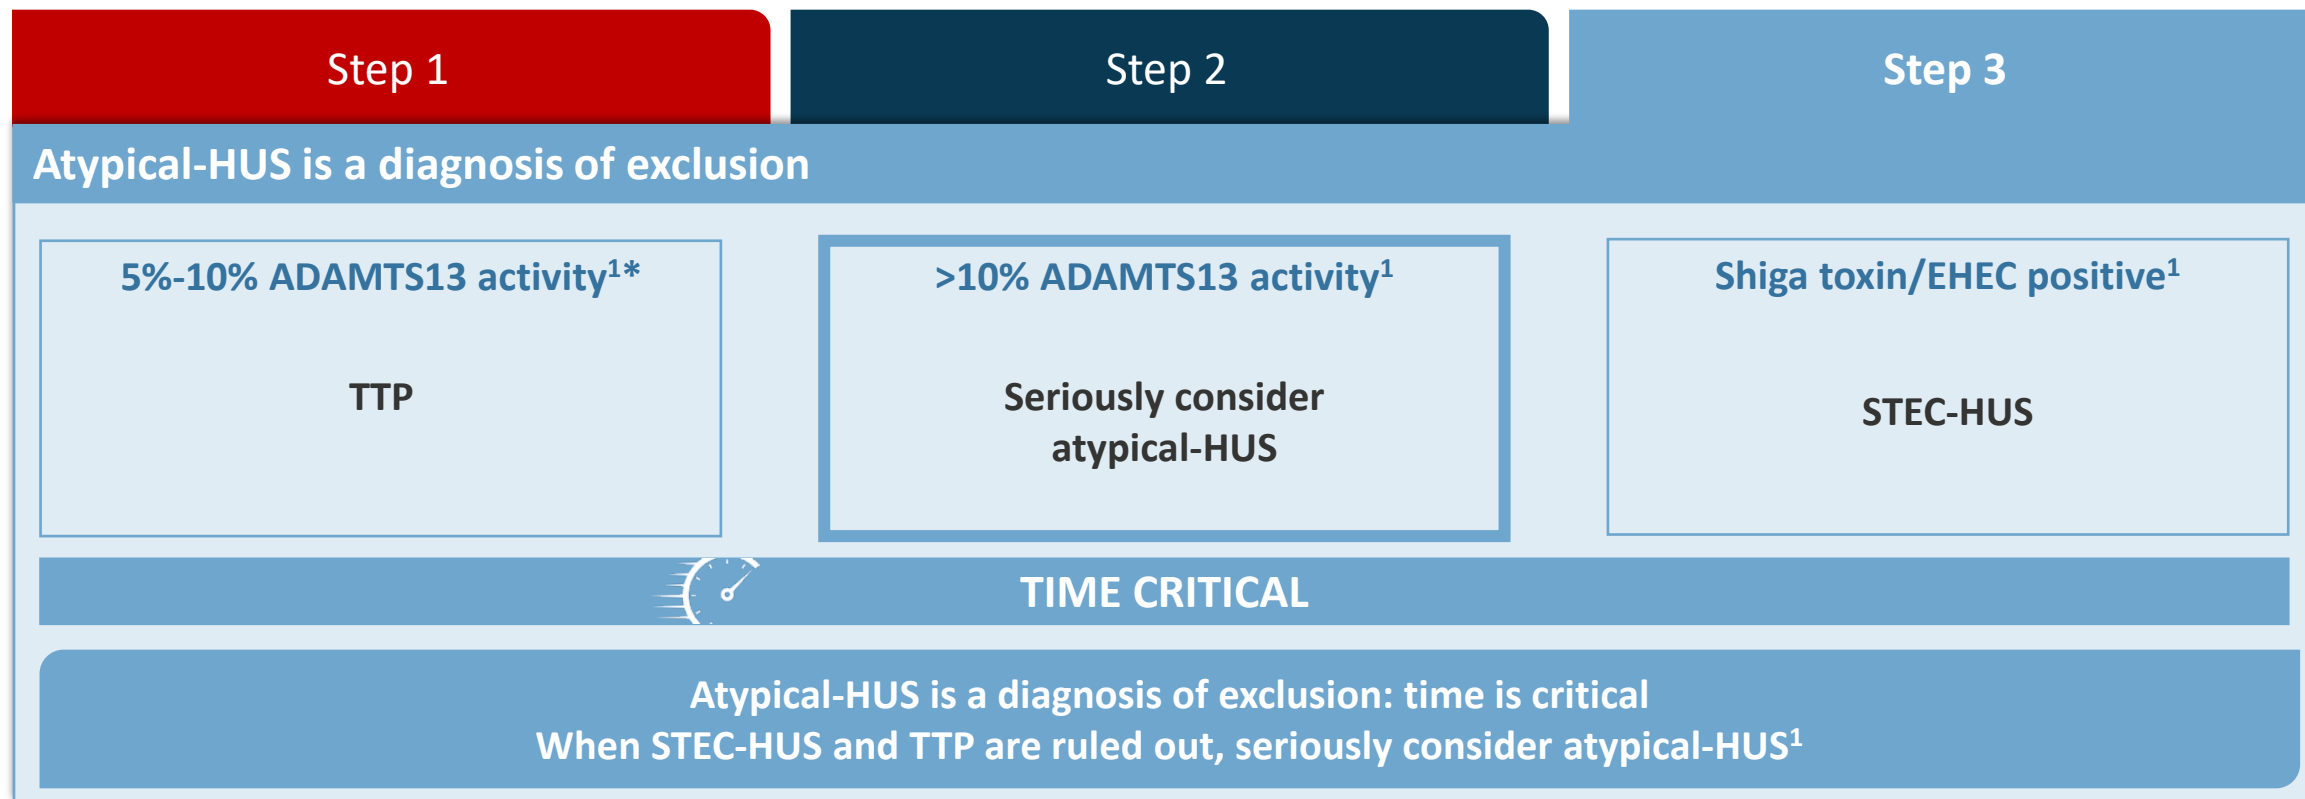 Step 1
Step 2
Step 3
Atypical-HUS is a diagnosis of exclusion
5%-10% ADAMTS13 activity¹*
TTP
>10% ADAMTS13 activity¹
Seriously consider
atypical-HUS
Shiga toxin/EHEC positive¹
STEC-HUS
TIME CRITICAL
Atypical-HUS is a diagnosis of exclusion: time is critical
When STEC-HUS and TTP are ruled out, seriously consider atypical-HUS¹